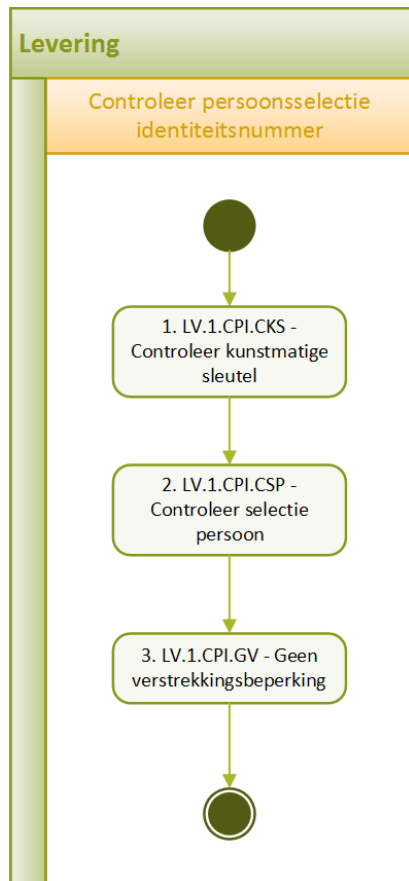 Levering
Controleer persoonsselectie
identiteitsnummer
1. LV.1.CPI.CKS -
Controleer kunstmatige
sleutel
2. LV.1.CPI.CSP -
Controleer selectie
persoon
3. LV.1.CPI.GV - Geen
verstrekkingsbeperking